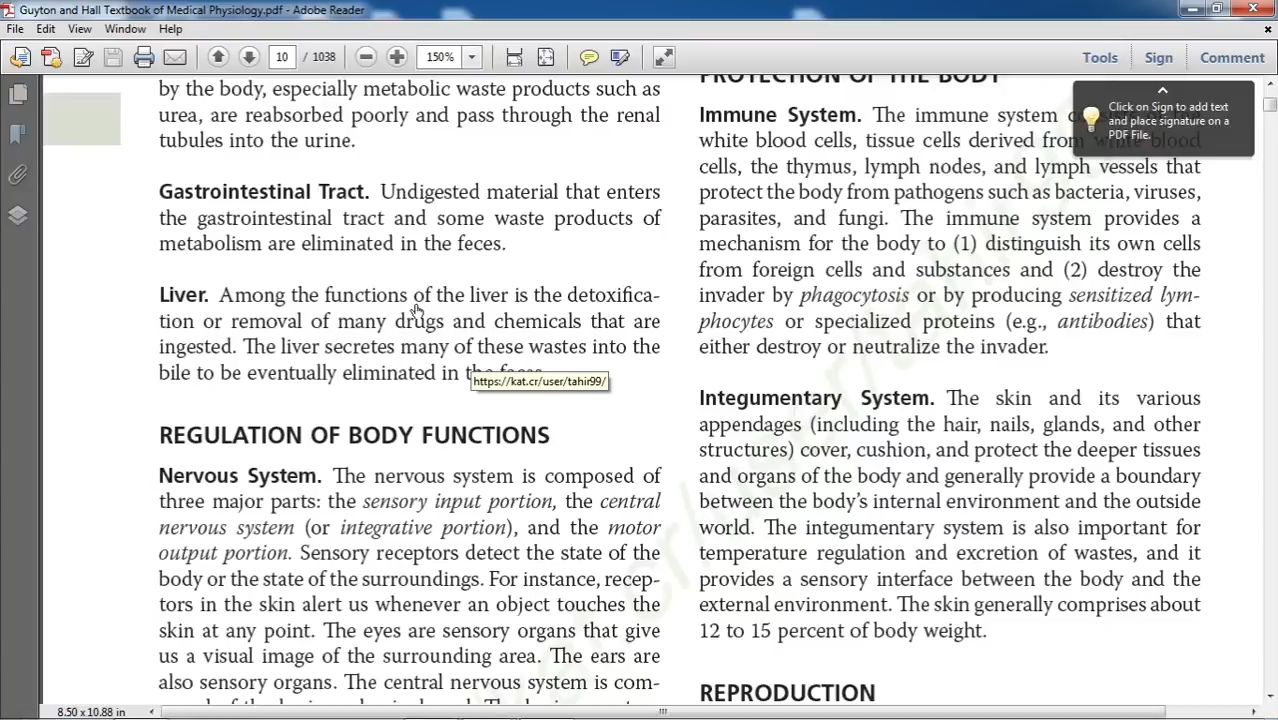 Guyton and Hall Textbook of Medical Physiology.pdf - Adobe Reader
File Edit View Window Help
10 / 1038 150% Tools Sign Comment
Click on Sign to add text
and place signature on a
PDF File.
by the body, especially metabolic waste products such as
urea, are reabsorbed poorly and pass through the renal
tubules into the urine.
Gastrointestinal Tract. Undigested material that enters
the gastrointestinal tract and some waste products of
metabolism are eliminated in the feces.
Liver. Among the functions of the liver is the detoxifica-
tion or removal of many drugs and chemicals that are
ingested. The liver secretes many of these wastes into the
bile to be eventually eliminated in the feces.
https://kat.cr/user/tahir99/
REGULATION OF BODY FUNCTIONS
Nervous System. The nervous system is composed of
three major parts: the sensory input portion, the central
nervous system (or integrative portion), and the motor
output portion. Sensory receptors detect the state of the
body or the state of the surroundings. For instance, recep-
tors in the skin alert us whenever an object touches the
skin at any point. The eyes are sensory organs that give
us a visual image of the surrounding area. The ears are
also sensory organs. The central nervous system is com-
PROTECTION OF THE BODY
Immune System. The immune system
white blood cells, tissue cells derived from white blood
cells, the thymus, lymph nodes, and lymph vessels that
protect the body from pathogens such as bacteria, viruses,
parasites, and fungi. The immune system provides a
mechanism for the body to (1) distinguish its own cells
from foreign cells and substances and (2) destroy the
invader by phagocytosis or by producing sensitized lym-
phocytes or specialized proteins (e.g., antibodies) that
either destroy or neutralize the invader.
Integumentary System. The skin and its various
appendages (including the hair, nails, glands, and other
structures) cover, cushion, and protect the deeper tissues
and organs of the body and generally provide a boundary
between the body's internal environment and the outside
world. The integumentary system is also important for
temperature regulation and excretion of wastes, and it
provides a sensory interface between the body and the
external environment. The skin generally comprises about
12 to 15 percent of body weight.
REPRODUCTION
8.50 x 10.88 in